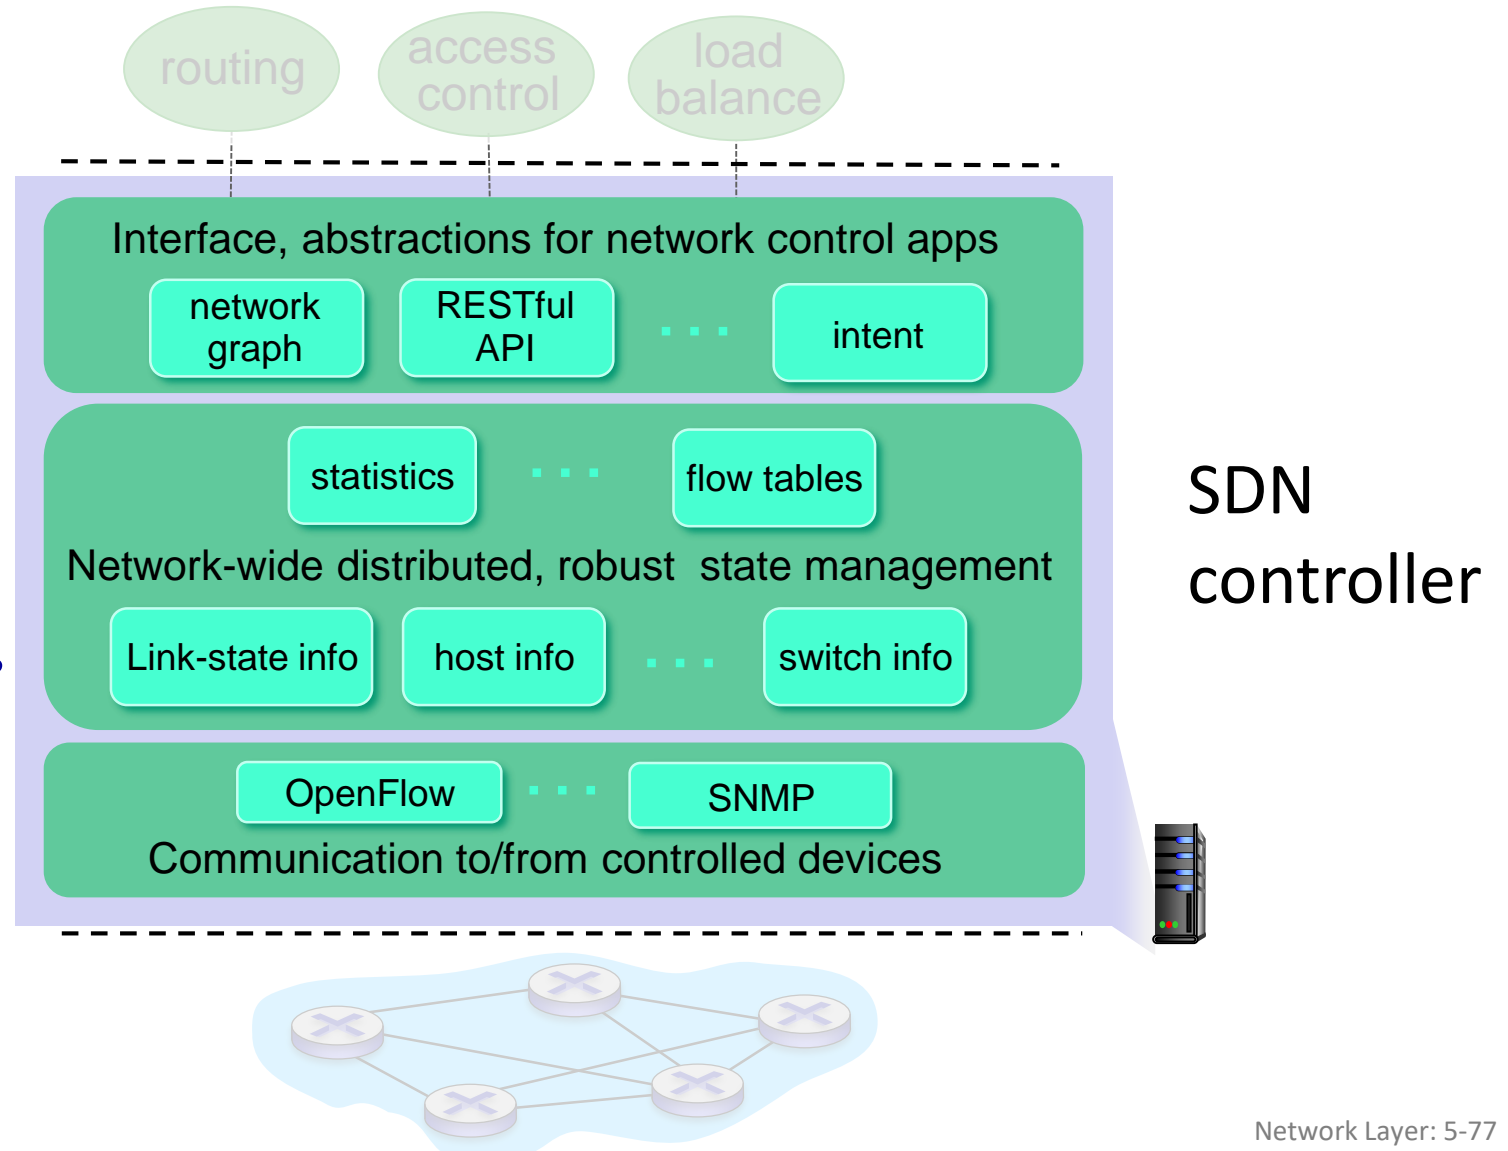 routing
access
control
load
balance
Interface, abstractions for network control apps
network
graph
RESTful
API
. . .
intent
statistics
. . .
flow tables
Network-wide distributed, robust  state management
Link-state info
host info
. . .
switch info
OpenFlow
. . .
SNMP
Communication to/from controlled devices
SDN
controller
Network Layer: 5-77